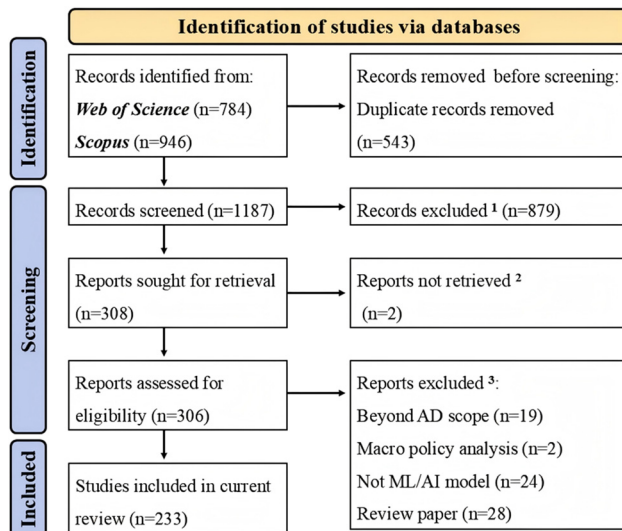 Identification of studies via databases
Identification
Records identified from:
Web of Science (n=784)
Scopus (n=946)
Records removed before screening:
Duplicate records removed
(n=543)
Screening
Records screened (n=1187)
Records excluded ¹ (n=879)
Reports sought for retrieval
(n=308)
Reports not retrieved ²
(n=2)
Reports assessed for
eligibility (n=306)
Reports excluded ³:
Beyond AD scope (n=19)
Macro policy analysis (n=2)
Not ML/AI model (n=24)
Review paper (n=28)
Included
Studies included in current
review (n=233)